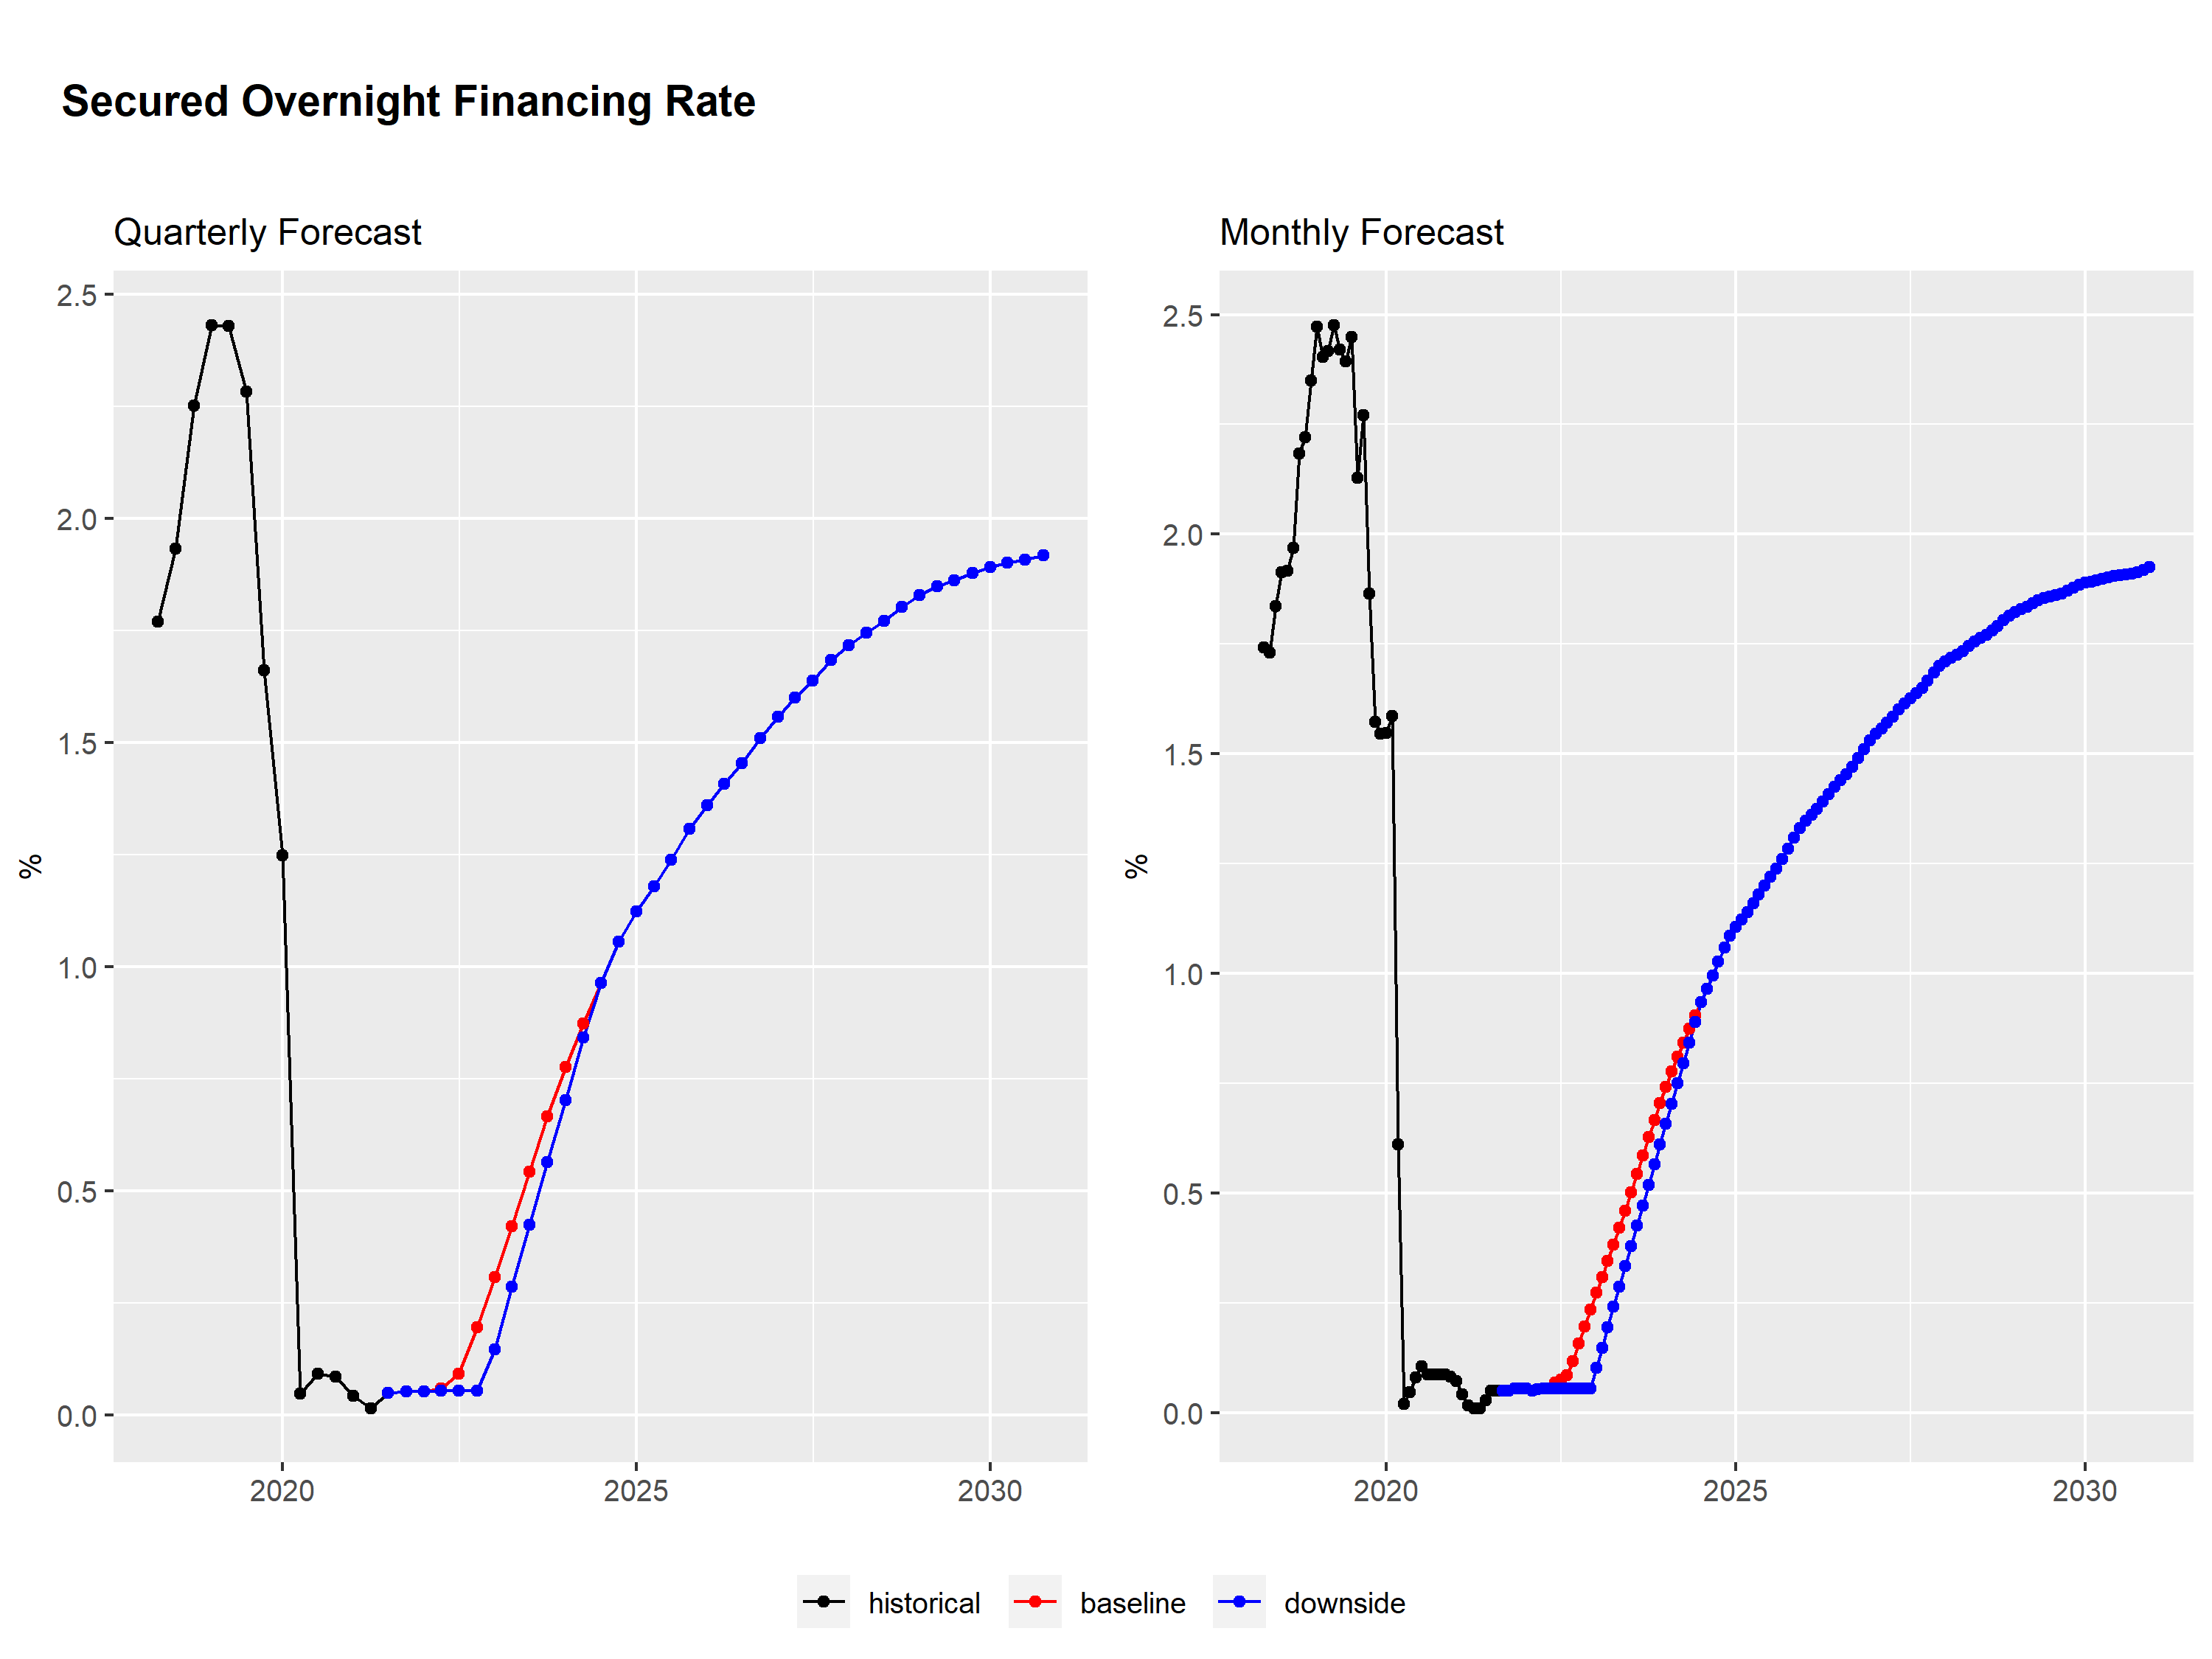 Secured Overnight Financing Rate
Quarterly Forecast
2.5
2.0
1.5
1.0
0.5
0.0
%
2020 2025 2030
Monthly Forecast
2.5
2.0
1.5
1.0
0.5
0.0
%
2020 2025 2030
historical baseline downside